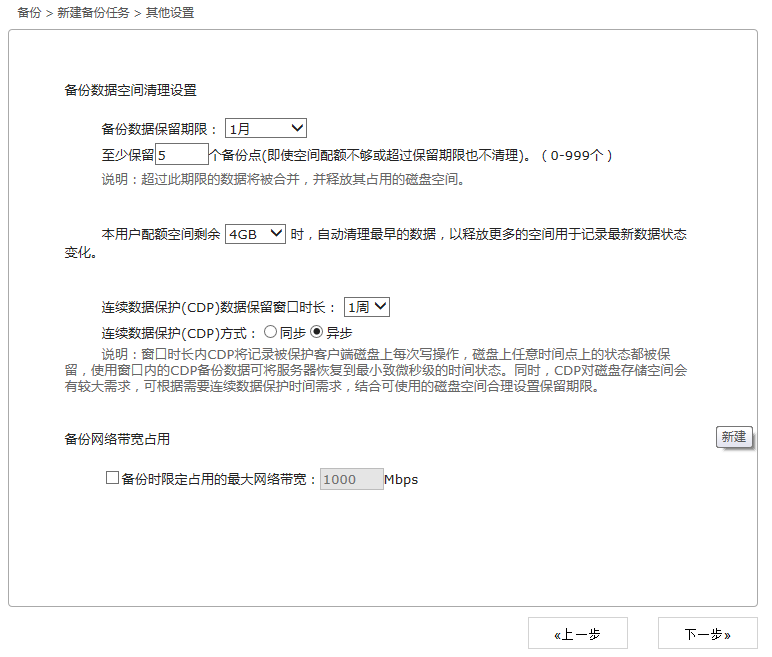 备份 > 新建备份任务 > 其他设置
备份数据空间清理设置
备份数据保留期限： 1月
至少保留5个备份点(即使空间配额不够或超过保留期限也不清理)。（0-999个）
说明：超过此期限的数据将被合并，并释放其占用的磁盘空间。
本用户配额空间剩余 4GB 时，自动清理最早的数据，以释放更多的空间用于记录最新数据状态
变化。
连续数据保护(CDP)数据保留窗口时长： 1周
连续数据保护(CDP)方式： 同步 异步
说明：窗口时长内CDP将记录被保护客户端磁盘上每次写操作，磁盘上任意时间点上的状态都被保
留，使用窗口内的CDP备份数据可将服务器恢复到最小致微秒级的时间状态。同时，CDP对磁盘存储空间会
有较大需求，可根据需要连续数据保护时间需求，结合可使用的磁盘空间合理设置保留期限。
新建
备份网络带宽占用
备份时限定占用的最大网络带宽：1000Mbps
«上一步 下一步»